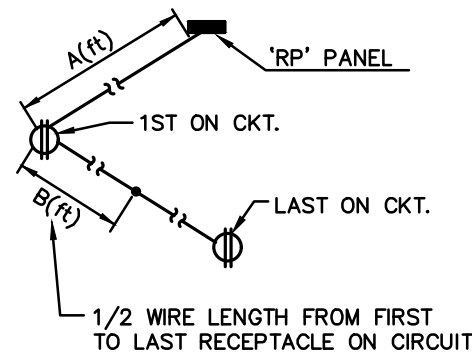 A(ft)
'RP' PANEL
1ST ON CKT.
B(ft)
LAST ON CKT.
1/2 WIRE LENGTH FROM FIRST
TO LAST RECEPTACLE ON CIRCUIT